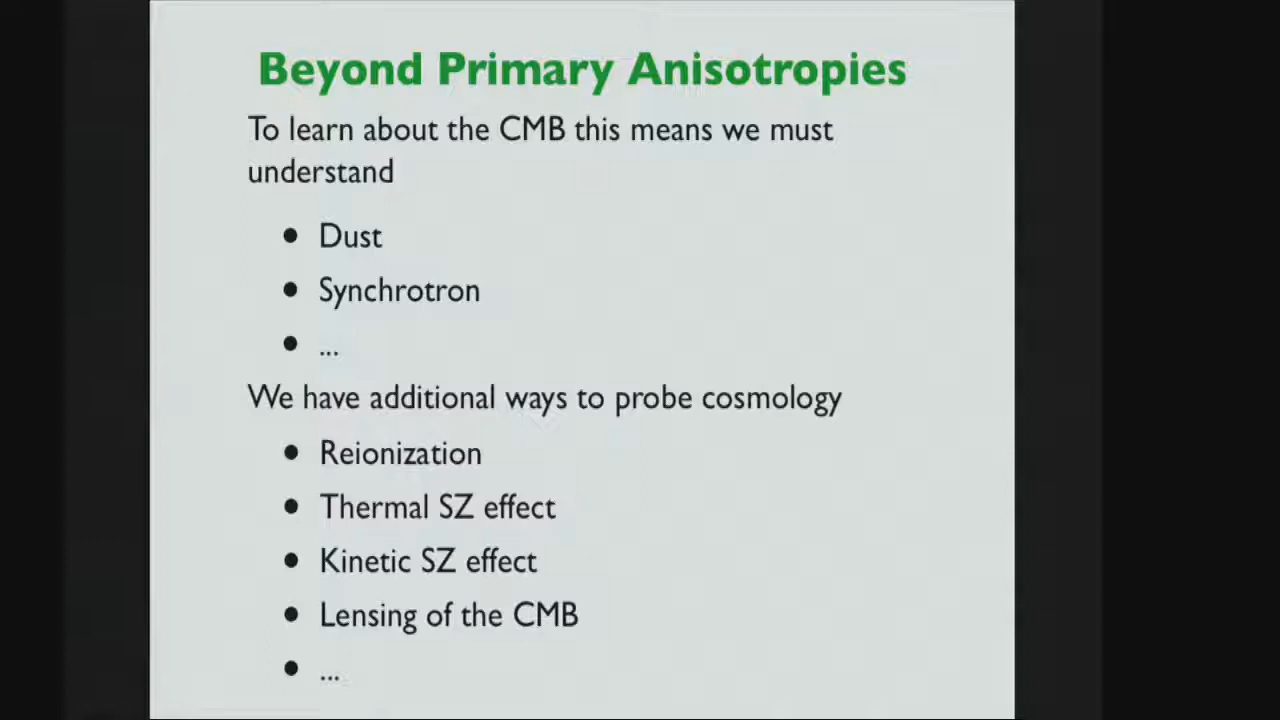 Beyond Primary Anisotropies
To learn about the CMB this means we must
understand
• Dust
• Synchrotron
• ...
We have additional ways to probe cosmology
• Reionization
• Thermal SZ effect
• Kinetic SZ effect
• Lensing of the CMB
• ...